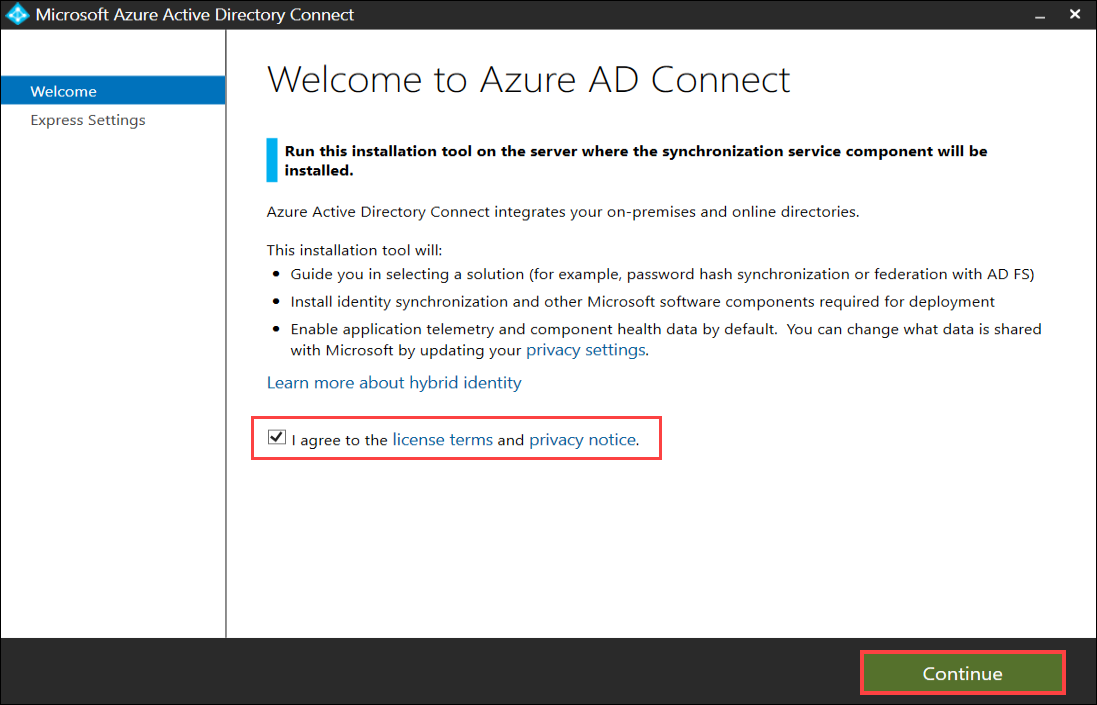 Microsoft Azure Active Directory Connect
Welcome
Express Settings
Welcome to Azure AD Connect
Run this installation tool on the server where the synchronization service component will be
installed.
Azure Active Directory Connect integrates your on-premises and online directories.
This installation tool will:
• Guide you in selecting a solution (for example, password hash synchronization or federation with AD FS)
• Install identity synchronization and other Microsoft software components required for deployment
• Enable application telemetry and component health data by default.  You can change what data is shared
with Microsoft by updating your privacy settings.
Learn more about hybrid identity
I agree to the license terms and privacy notice.
Continue